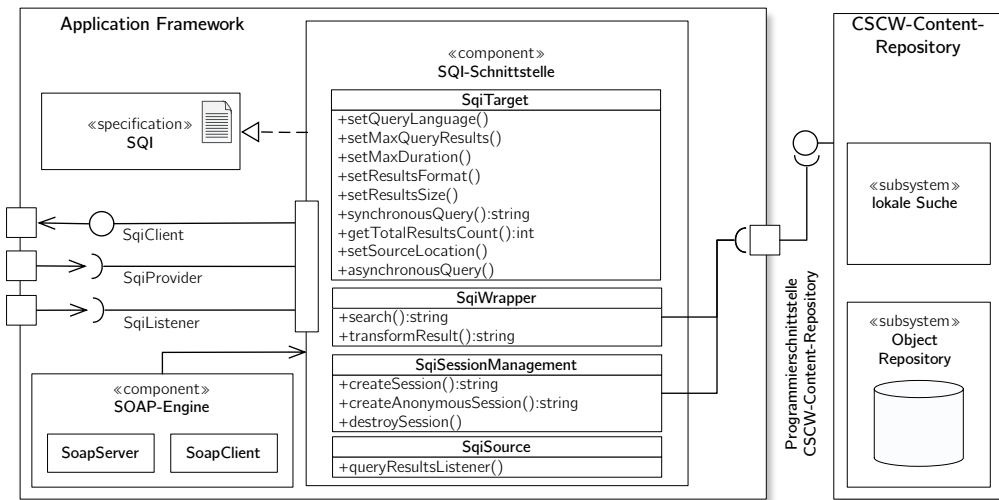 Application Framework
«specification»
SQI
SqiClient
SqiProvider
SqiListener
«component»
SOAP-Engine
SoapServer
SoapClient
«component»
SQI-Schnittstelle
SqiTarget
+setQueryLanguage()
+setMaxQueryResults()
+setMaxDuration()
+setResultsFormat()
+setResultsSize()
+synchronousQuery():string
+getTotalResultsCount():int
+setSourceLocation()
+asynchronousQuery()
SqiWrapper
+search():string
+transformResult():string
SqiSessionManagement
+createSession():string
+createAnonymousSession():string
+destroySession()
SqiSource
+queryResultsListener()
Programmierschnittstelle
CSCW-Content-Repository
CSCW-Content-
Repository
«subsystem»
lokale Suche
«subsystem»
Object
Repository